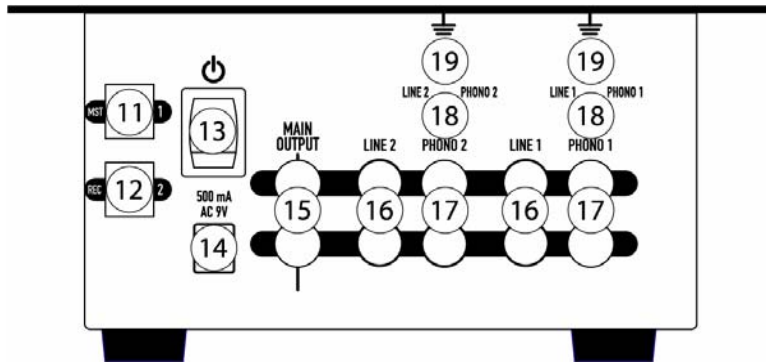 19 19
LINE 2 PHONO 2 LINE 1 PHONO 1
18 18
MST 11 1
13
MAIN
OUTPUT LINE 2 PHONO 2 LINE 1 PHONO 1
REC 12 2
500 mA
AC 9V
15 16 17 16 17
14